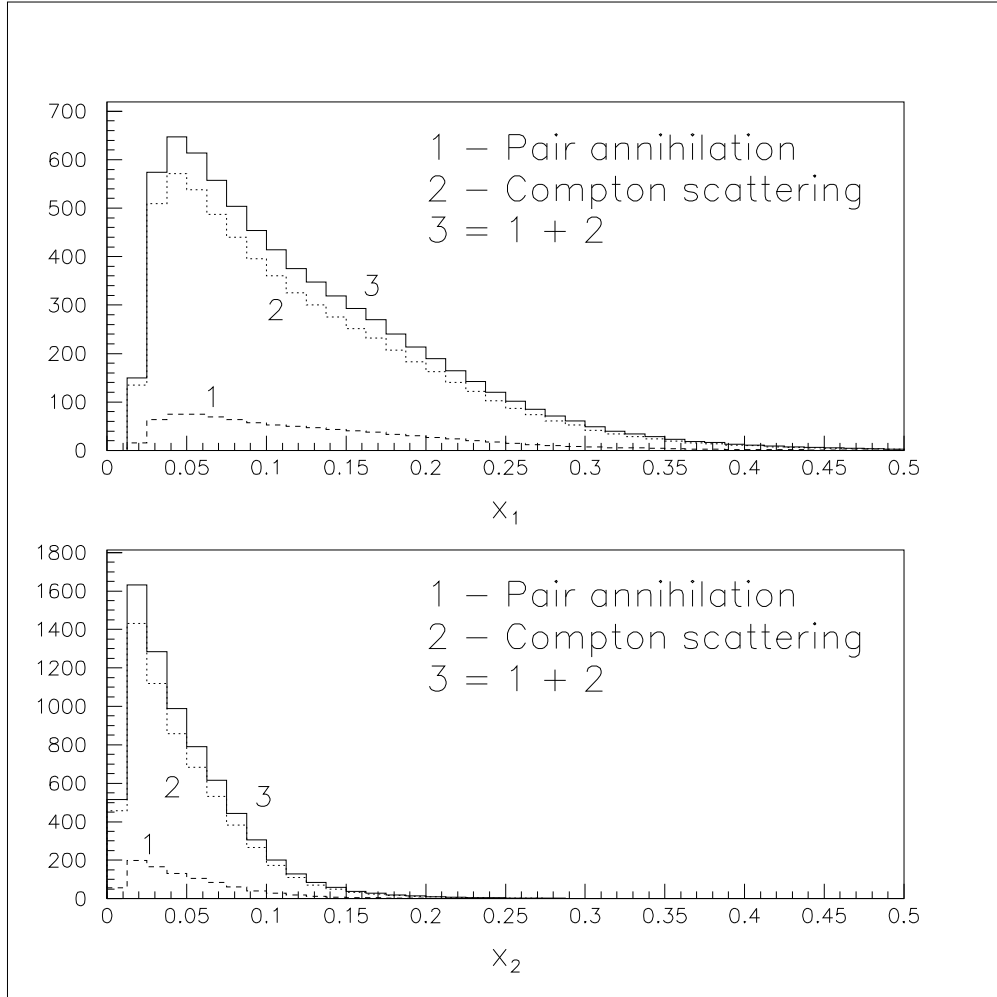 700
600
500
400
300
200
100
0
1 – Pair annihilation
2 – Compton scattering
3 = 1 + 2
3
2
1
0 0.05 0.1 0.15 0.2 0.25 0.3 0.35 0.4 0.45 0.5
X₁
1800
1600
1400
1200
1000
800
600
400
200
0
1 – Pair annihilation
2 – Compton scattering
3 = 1 + 2
2
3
1
0 0.05 0.1 0.15 0.2 0.25 0.3 0.35 0.4 0.45 0.5
X₂